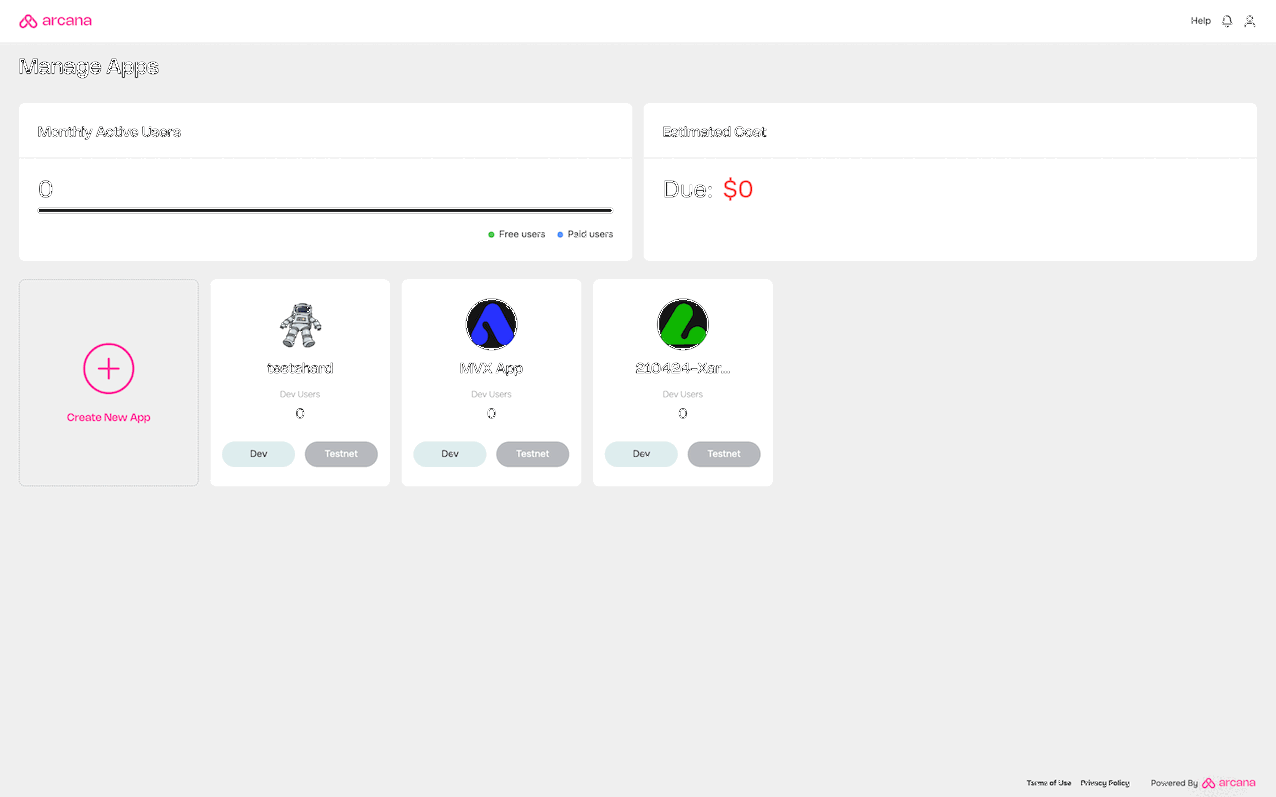 arcana
Help
Manage Apps
Monthly Active Users
0
Free users
Paid users
Estimated Cost
Due: $0
Create New App
testshard
Dev Users
0
Dev
Testnet
MVX App
Dev Users
0
Dev
Testnet
210424-Xar...
Dev Users
0
Dev
Testnet
Terms of Use
Privacy Policy
Powered By arcana